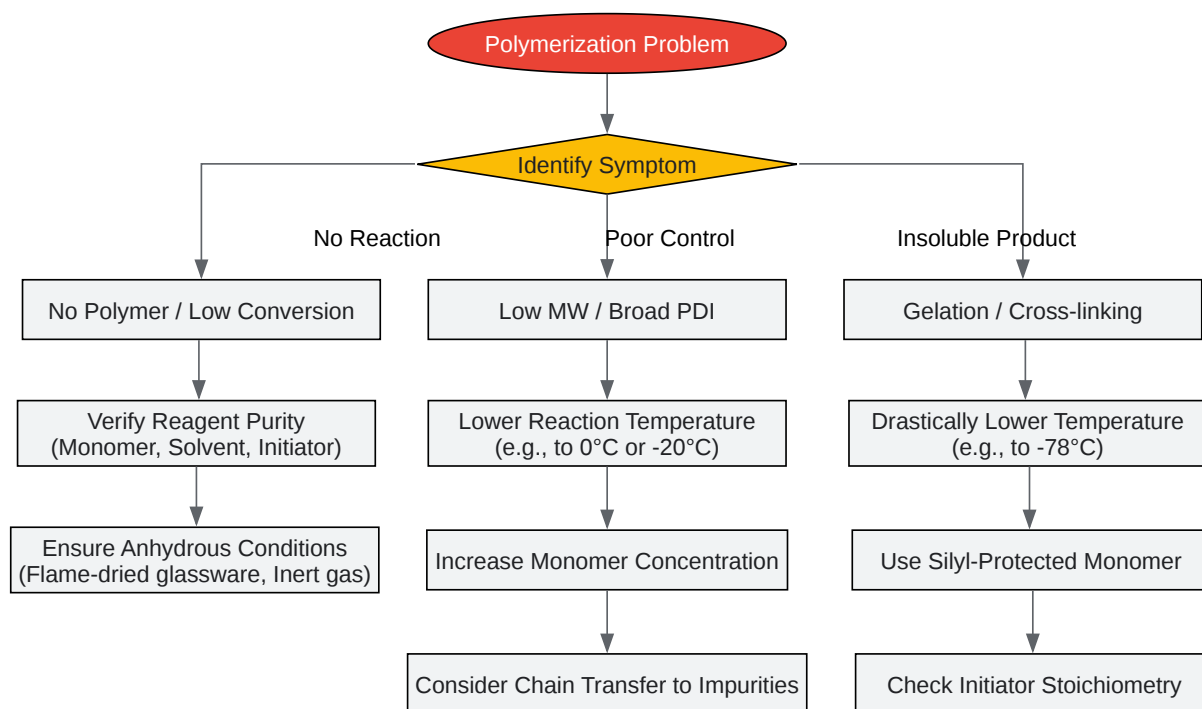 Polymerization Problem
Identify Symptom
No Reaction
Poor Control
Insoluble Product
No Polymer / Low Conversion
Low MW / Broad PDI
Gelation / Cross-linking
Verify Reagent Purity
(Monomer, Solvent, Initiator)
Lower Reaction Temperature
(e.g., to 0°C or -20°C)
Drastically Lower Temperature
(e.g., to -78°C)
Ensure Anhydrous Conditions
(Flame-dried glassware, Inert gas)
Increase Monomer Concentration
Use Silyl-Protected Monomer
Consider Chain Transfer to Impurities
Check Initiator Stoichiometry